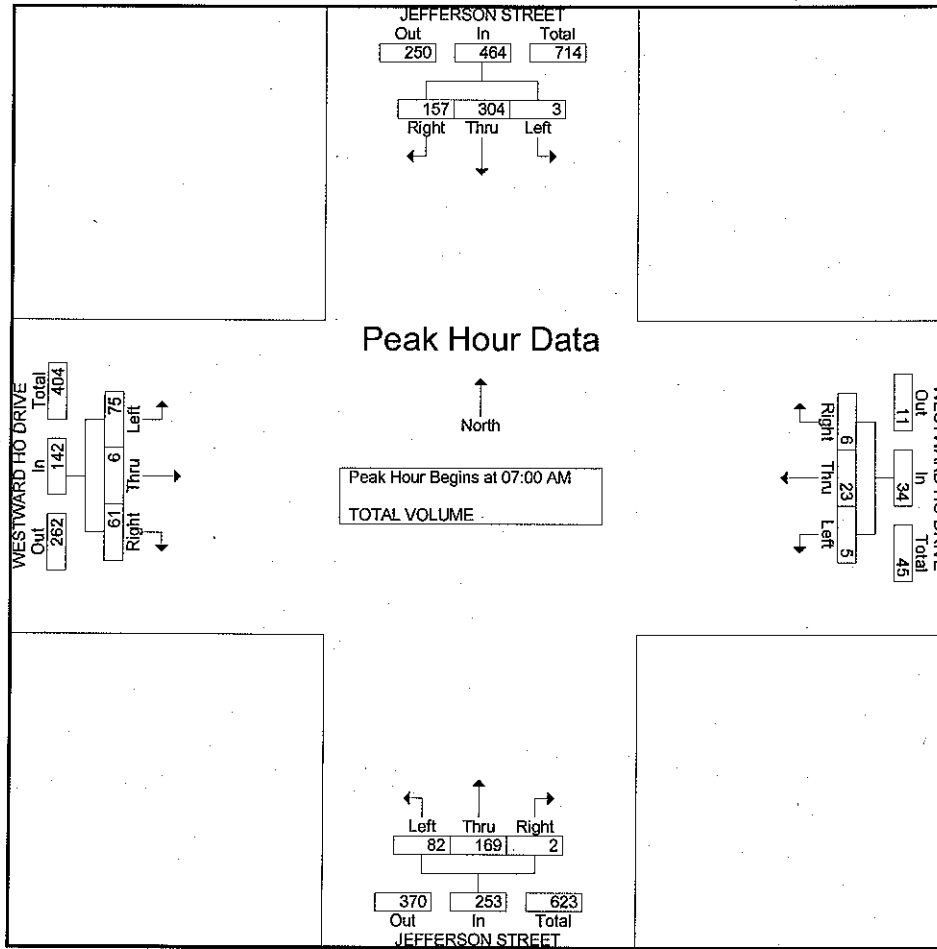 JEFFERSON STREET
Out In Total
250 464 714
157 304 3
Right Thru Left
Peak Hour Data
North
Peak Hour Begins at 07:00 AM
TOTAL VOLUME
WESTWARD HO DRIVE
Total In Out
404 142 262
75 6 61
Left Thru Right
Right Thru Left
6 23 5
Out In Total
11 34 45
WESTWARD HO DRIVE
Left Thru Right
82 169 2
370 253 623
Out In Total
JEFFERSON STREET